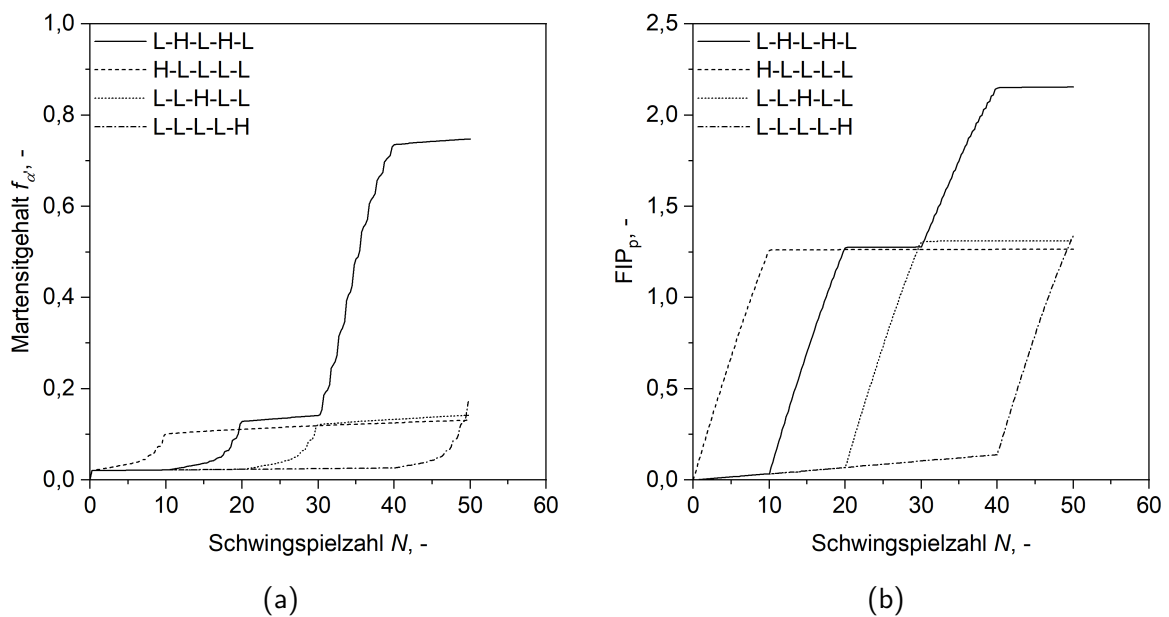 1,0
0,8
0,6
0,4
0,2
0,0
Martensitgehalt fα', -
L-H-L-H-L
H-L-L-L-L
L-L-H-L-L
L-L-L-L-H
0 10 20 30 40 50 60
Schwingspielzahl N, -
(a)
2,5
2,0
1,5
1,0
0,5
0,0
FIPp, -
L-H-L-H-L
H-L-L-L-L
L-L-H-L-L
L-L-L-L-H
0 10 20 30 40 50 60
Schwingspielzahl N, -
(b)